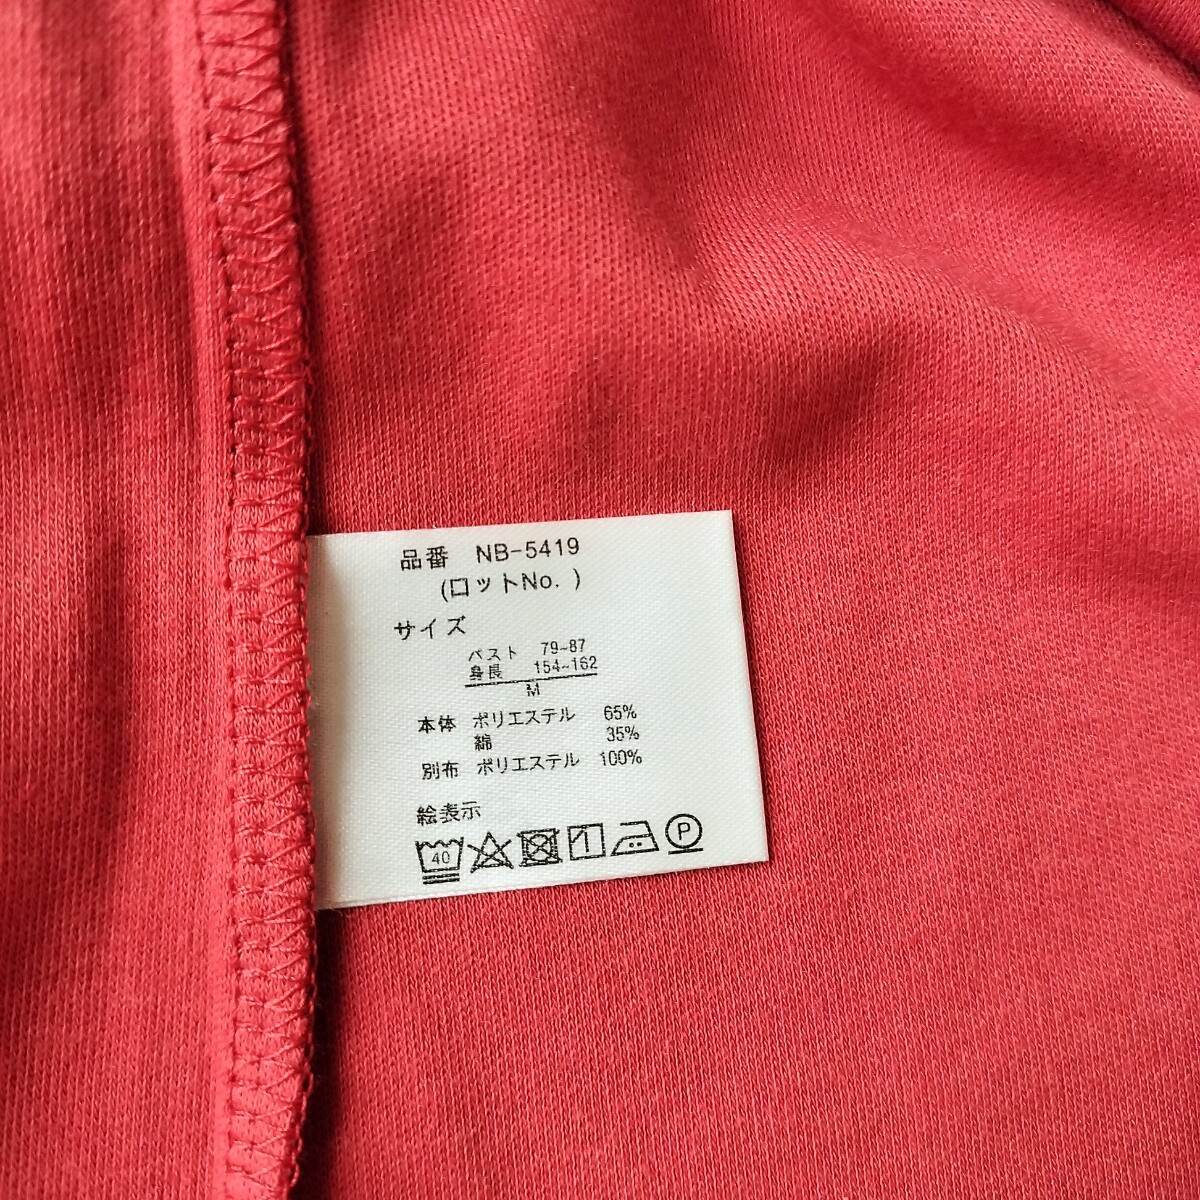 品番 NB-5419
(ロットNo. )
サイズ
バスト 79~87
身長 154~162
M
本体 ポリエステル 65%
綿 35%
別布 ポリエステル 100%
絵表示
40 P